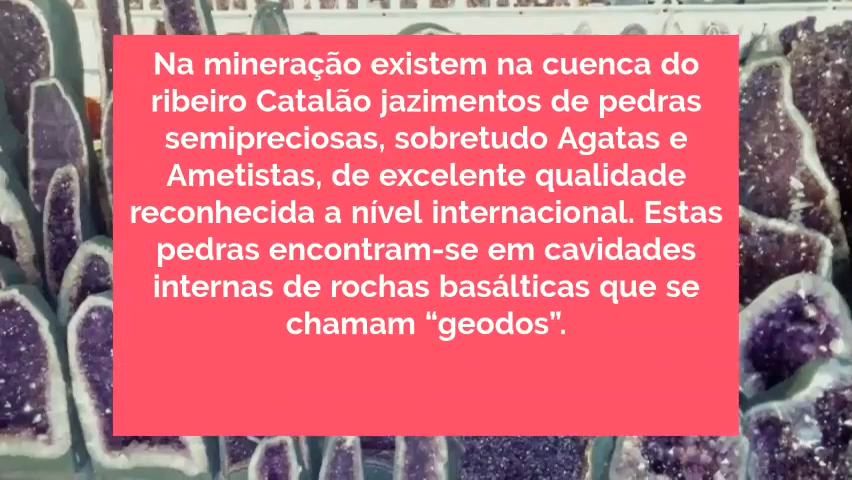 Na mineração existem na cuenca do
ribeiro Catalão jazimentos de pedras
semipreciosas, sobretudo Agatas e
Ametistas, de excelente qualidade
reconhecida a nível internacional. Estas
pedras encontram-se em cavidades
internas de rochas basálticas que se
chamam “geodos”.